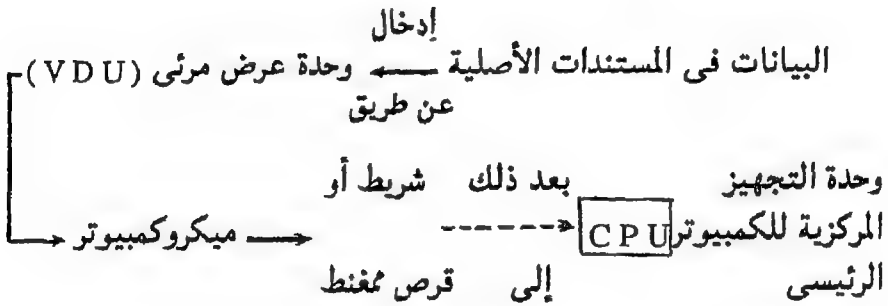 إدخال
البيانات فى المستندات الأصلية وحدة عرض مرئى (VDU)
عن طريق
وحدة التجهيز بعد ذلك شريط أو
المركزية للكمبيوتر CPU ميكروكمبيوتر
الرئيسى إلى قرص ممغنط